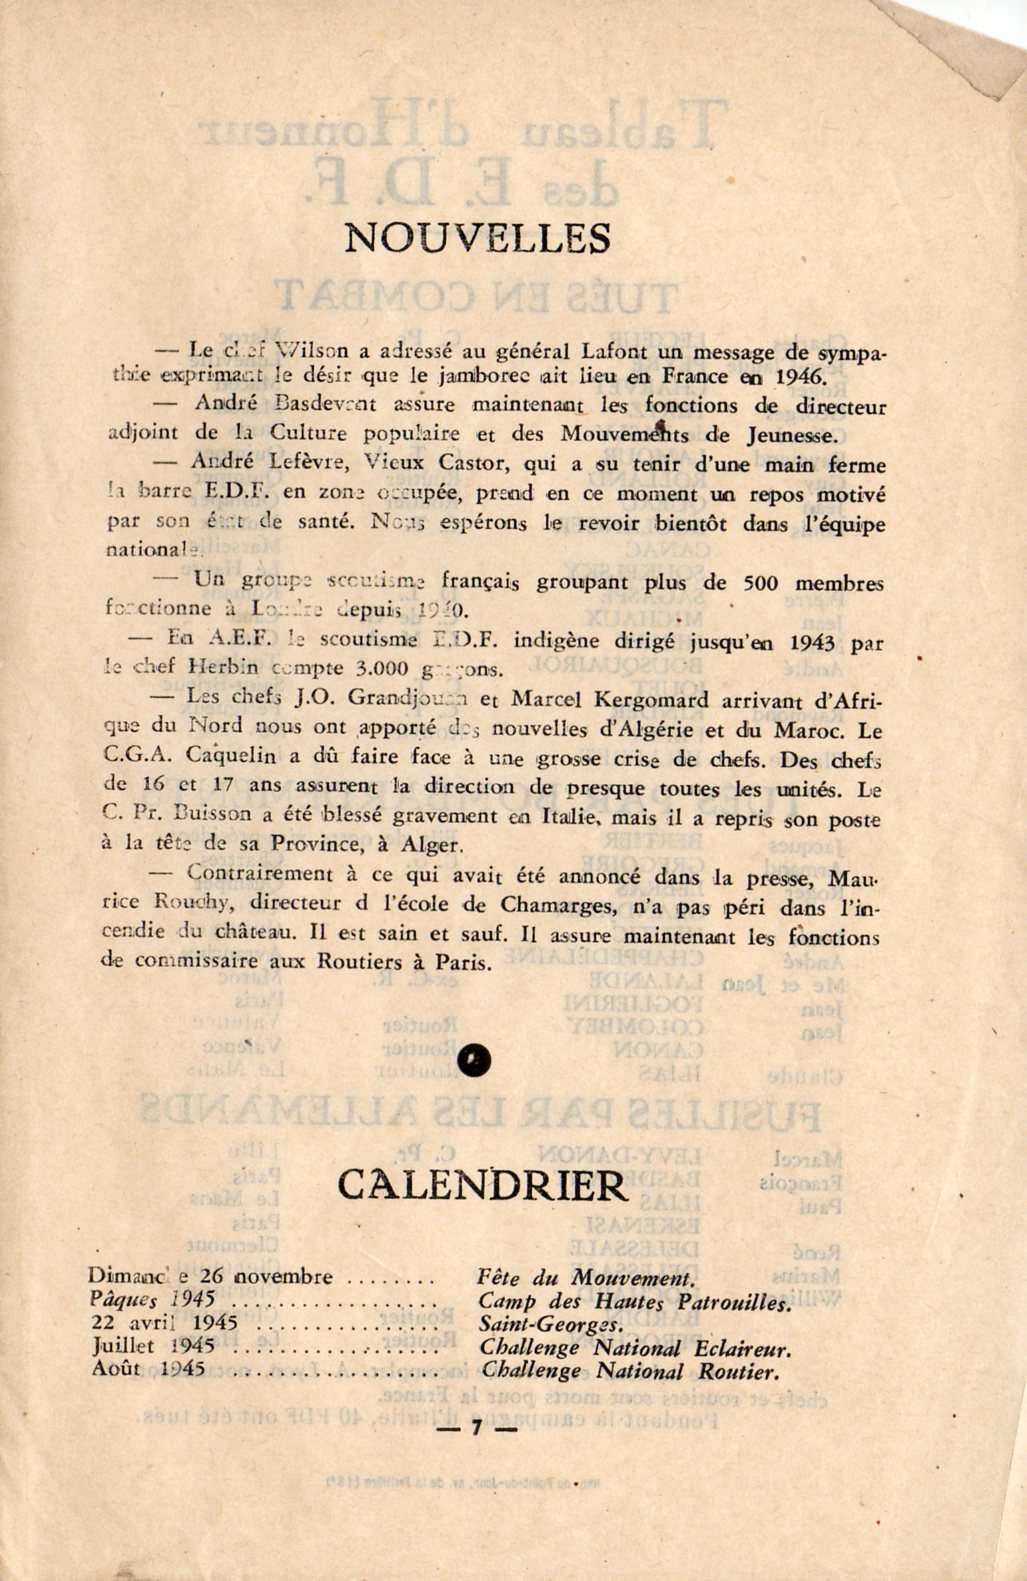 NOUVELLES
— Le chef Wilson a adressé au général Lafont un message de sympa-
thie exprimant le désir que le jamboree ait lieu en France en 1946.
— André Basdevant assure maintenant les fonctions de directeur
adjoint de la Culture populaire et des Mouvements de Jeunesse.
— André Lefèvre, Vieux Castor, qui a su tenir d'une main ferme
la barre E.D.F. en zone occupée, prend en ce moment un repos motivé
par son état de santé. Nous espérons le revoir bientôt dans l'équipe
nationale.
— Un groupe scoutisme français groupant plus de 500 membres
fonctionne à Londre depuis 1940.
— En A.E.F. le scoutisme E.D.F. indigène dirigé jusqu'en 1943 par
le chef Herbin compte 3.000 garçons.
— Les chefs J.O. Grandjouan et Marcel Kergomard arrivant d'Afri-
que du Nord nous ont apporté des nouvelles d'Algérie et du Maroc. Le
C.G.A. Caquelin a dû faire face à une grosse crise de chefs. Des chefs
de 16 et 17 ans assurent la direction de presque toutes les unités. Le
C. Pr. Buisson a été blessé gravement en Italie, mais il a repris son poste
à la tête de sa Province, à Alger.
— Contrairement à ce qui avait été annoncé dans la presse, Mau-
rice Rouchy, directeur d l'école de Chamarges, n'a pas péri dans l'in-
cendie du château. Il est sain et sauf. Il assure maintenant les fonctions
de commissaire aux Routiers à Paris.
CALENDRIER
Dimanche 26 novembre ........ Fête du Mouvement.
Pâques 1945 .................. Camp des Hautes Patrouilles.
22 avril 1945 ................ Saint-Georges.
Juillet 1945 .................. Challenge National Eclaireur.
Août 1945 .................. Challenge National Routier.
— 7 —